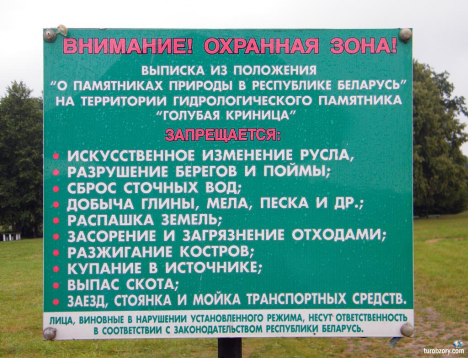 ВНИМАНИЕ! ОХРАННАЯ ЗОНА!
ВЫПИСКА ИЗ ПОЛОЖЕНИЯ
“О ПАМЯТНИКАХ ПРИРОДЫ В РЕСПУБЛИКЕ БЕЛАРУСЬ”
НА ТЕРРИТОРИИ ГИДРОЛОГИЧЕСКОГО ПАМЯТНИКА
“ГОЛУБАЯ КРИНИЦА”
ЗАПРЕЩАЕТСЯ:
• ИСКУССТВЕННОЕ ИЗМЕНЕНИЕ РУСЛА,
• РАЗРУШЕНИЕ БЕРЕГОВ И ПОЙМЫ;
• СБРОС СТОЧНЫХ ВОД;
• ДОБЫЧА ГЛИНЫ, МЕЛА, ПЕСКА И ДР.;
• РАСПАШКА ЗЕМЕЛЬ;
• ЗАСОРЕНИЕ И ЗАГРЯЗНЕНИЕ ОТХОДАМИ;
• РАЗЖИГАНИЕ КОСТРОВ;
• КУПАНИЕ В ИСТОЧНИКЕ;
• ВЫПАС СКОТА;
• ЗАЕЗД, СТОЯНКА И МОЙКА ТРАНСПОРТНЫХ СРЕДСТВ.
ЛИЦА, ВИНОВНЫЕ В НАРУШЕНИИ УСТАНОВЛЕННОГО РЕЖИМА, НЕСУТ ОТВЕТСТВЕННОСТЬ
В СООТВЕТСТВИИ С ЗАКОНОДАТЕЛЬСТВОМ РЕСПУБЛИКИ БЕЛАРУСЬ.
turobzory.com